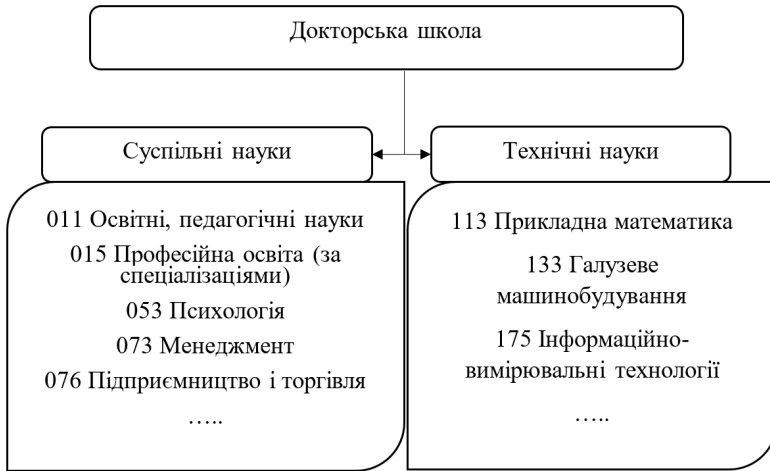 Докторська школа
Суспільні науки
011 Освітні, педагогічні науки
015 Професійна освіта (за
спеціалізаціями)
053 Психологія
073 Менеджмент
076 Підприємництво і торгівля
…..
Технічні науки
113 Прикладна математика
133 Галузеве
машинобудування
175 Інформаційно-
вимірювальні технології
…..